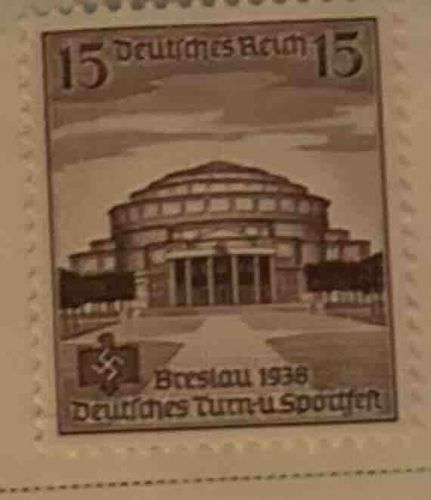 15 Deutsches Reich 15
Breslau 1938
Deutsches Turn-u.Sportfest